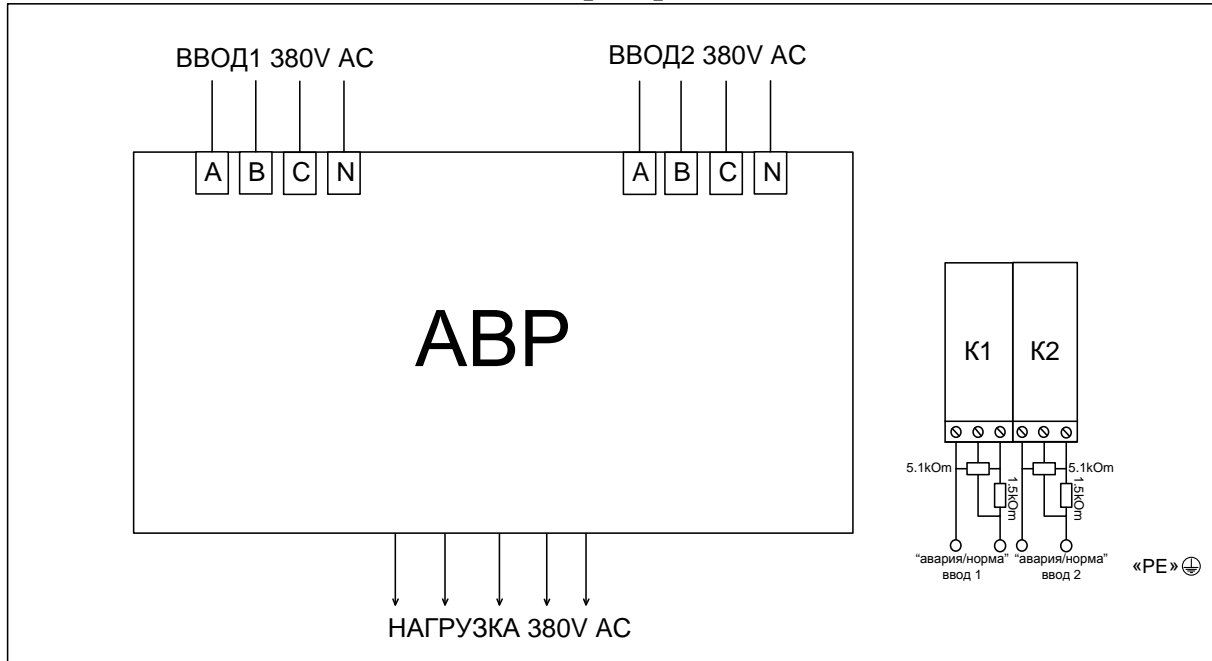 ВВОД1 380V AC
ВВОД2 380V AC
A B C N
A B C N
АВР
K1 K2
5.1kOm 5.1kOm
1.5kOm 1.5kOm
“авария/норма” “авария/норма”
ввод 1 ввод 2
«PE»
НАГРУЗКА 380V AC